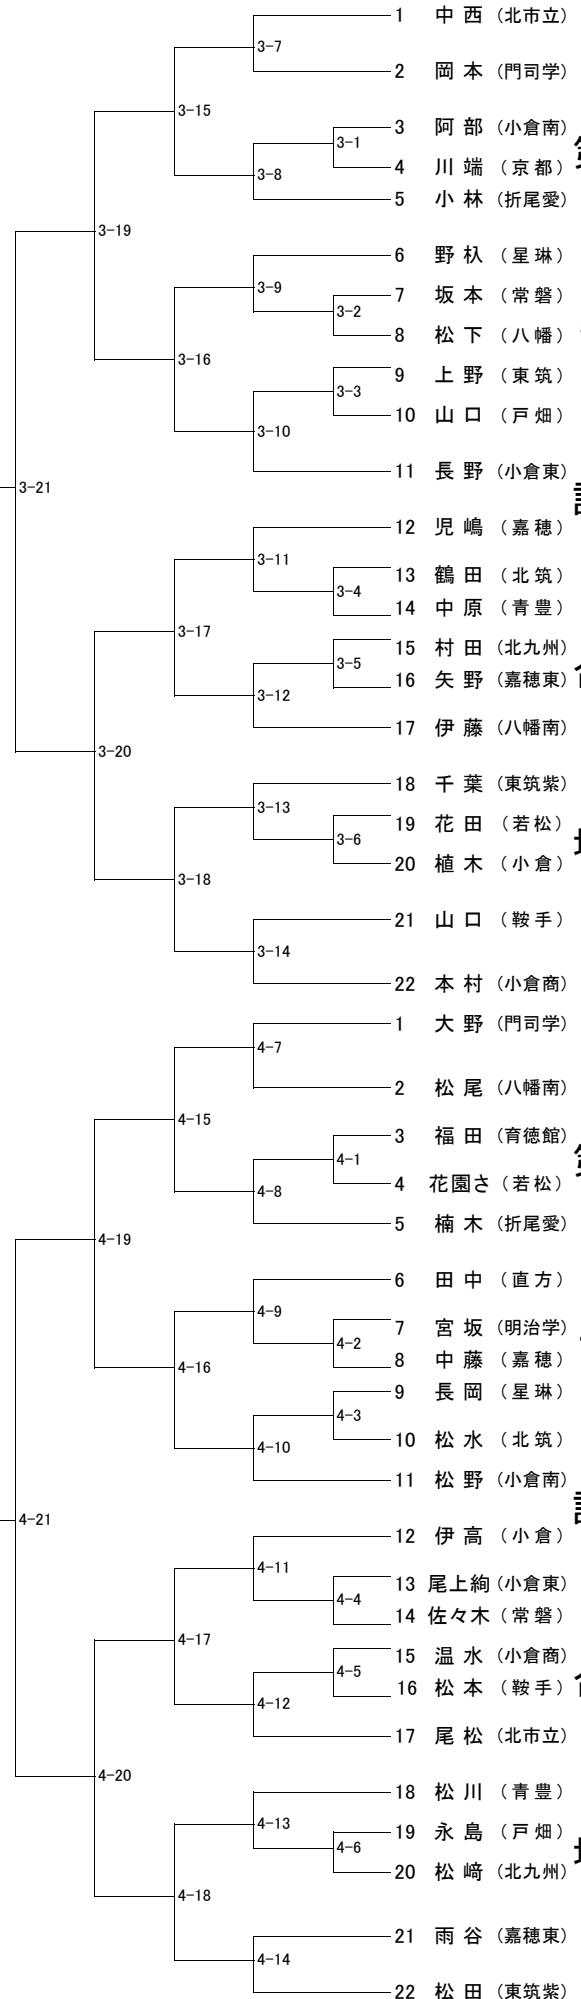 1 中 西 (北市立)
3-7
2 岡 本 (門司学)
3-15
3 阿 部 (小倉南)
3-1
4 川 端 (京 都)
3-8
5 小 林 (折尾愛)
3-19
6 野 杁 (星 琳)
3-9
7 坂 本 (常 磐)
3-2
8 松 下 (八 幡)
3-16
9 上 野 (東 筑)
3-3
10 山 口 (戸 畑)
3-10
11 長 野 (小倉東)
3-21
12 児 嶋 (嘉 穂)
3-11
13 鶴 田 (北 筑)
3-4
14 中 原 (青 豊)
3-17
15 村 田 (北九州)
3-5
16 矢 野 (嘉穂東)
3-12
17 伊 藤 (八幡南)
3-20
18 千 葉 (東筑紫)
3-13
19 花 田 (若 松)
3-6
20 植 木 (小 倉)
3-18
21 山 口 (鞍 手)
3-14
22 本 村 (小倉商)
1 大 野 (門司学)
4-7
2 松 尾 (八幡南)
4-15
3 福 田 (育徳館)
4-1
4 花園さ (若 松)
4-8
5 楠 木 (折尾愛)
4-19
6 田 中 (直 方)
4-9
7 宮 坂 (明治学)
4-2
8 中 藤 (嘉 穂)
4-16
9 長 岡 (星 琳)
4-3
10 松 水 (北 筑)
4-10
11 松 野 (小倉南)
4-21
12 伊 高 (小 倉)
4-11
13 尾上絢 (小倉東)
4-4
14 佐々木 (常 磐)
4-17
15 温 水 (小倉商)
4-5
16 松 本 (鞍 手)
4-12
17 尾 松 (北市立)
4-20
18 松 川 (青 豊)
4-13
19 永 島 (戸 畑)
4-6
20 松 﨑 (北九州)
4-18
21 雨 谷 (嘉穂東)
4-14
22 松 田 (東筑紫)